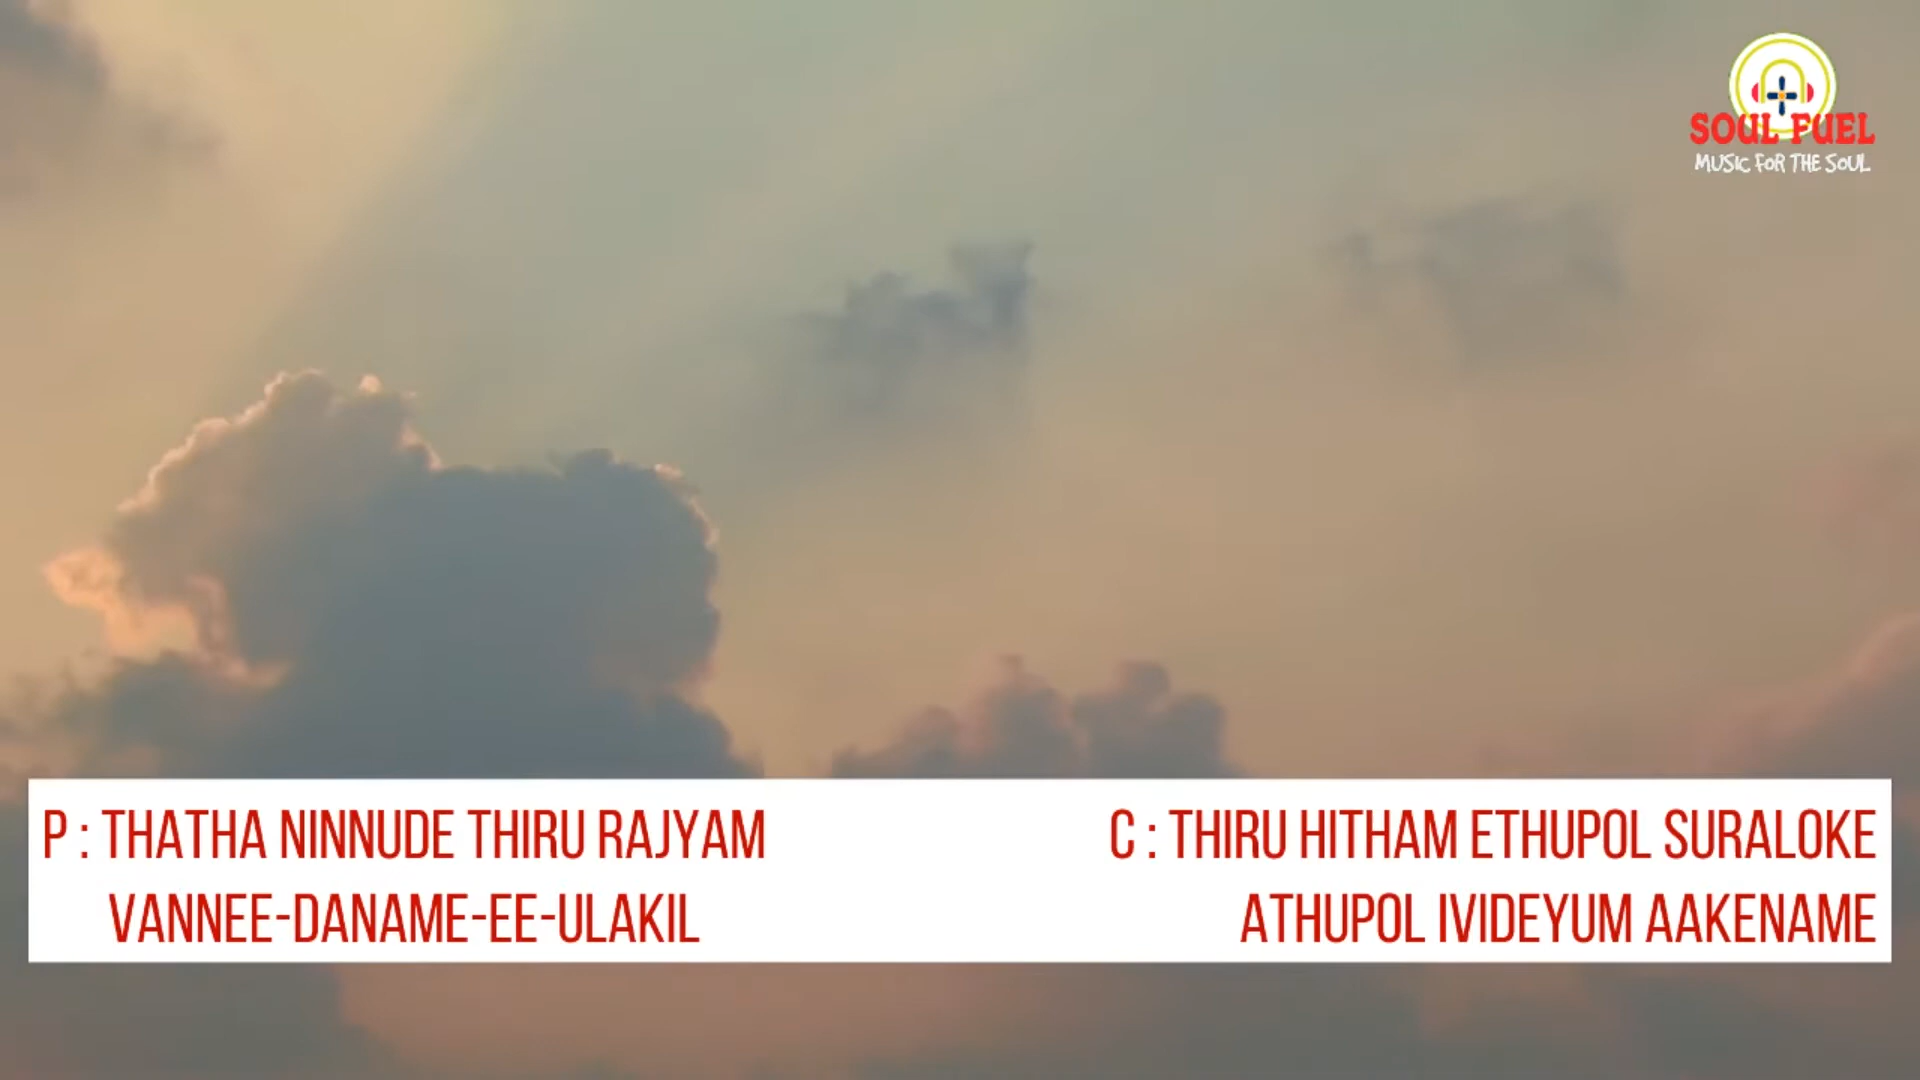 SOUL FUEL
MUSIC FOR THE SOUL
P : THATHA NINNUDE THIRU RAJYAM
VANNEE-DANAME-EE-ULAKIL
C : THIRU HITHAM ETHUPOL SURALOKE
ATHUPOL IVIDEYUM AAKENAME